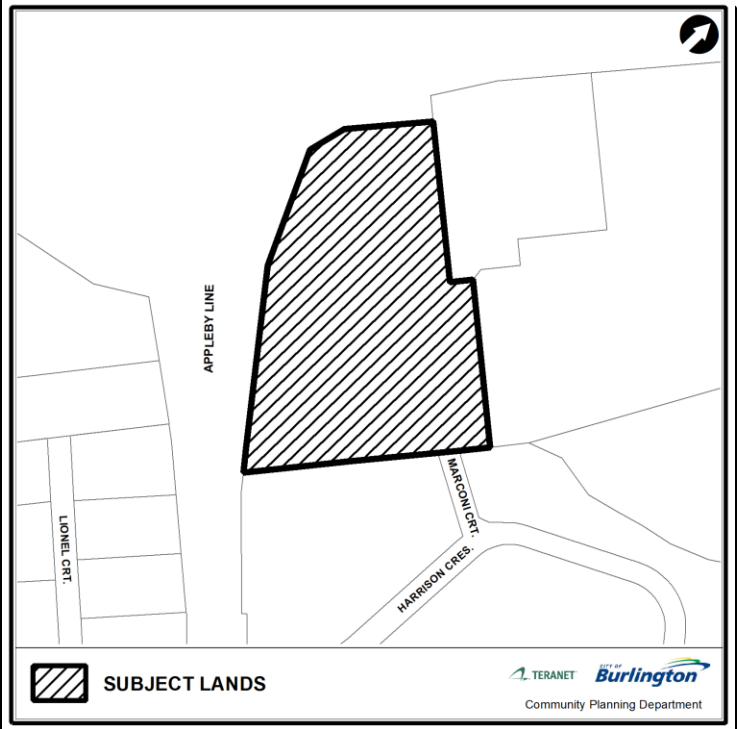 APPLEBY LINE
MARCONI CRT.
LIONEL CRT.
HARRISON CRES.
SUBJECT LANDS
TERANET
CITY OF
Burlington
Community Planning Department